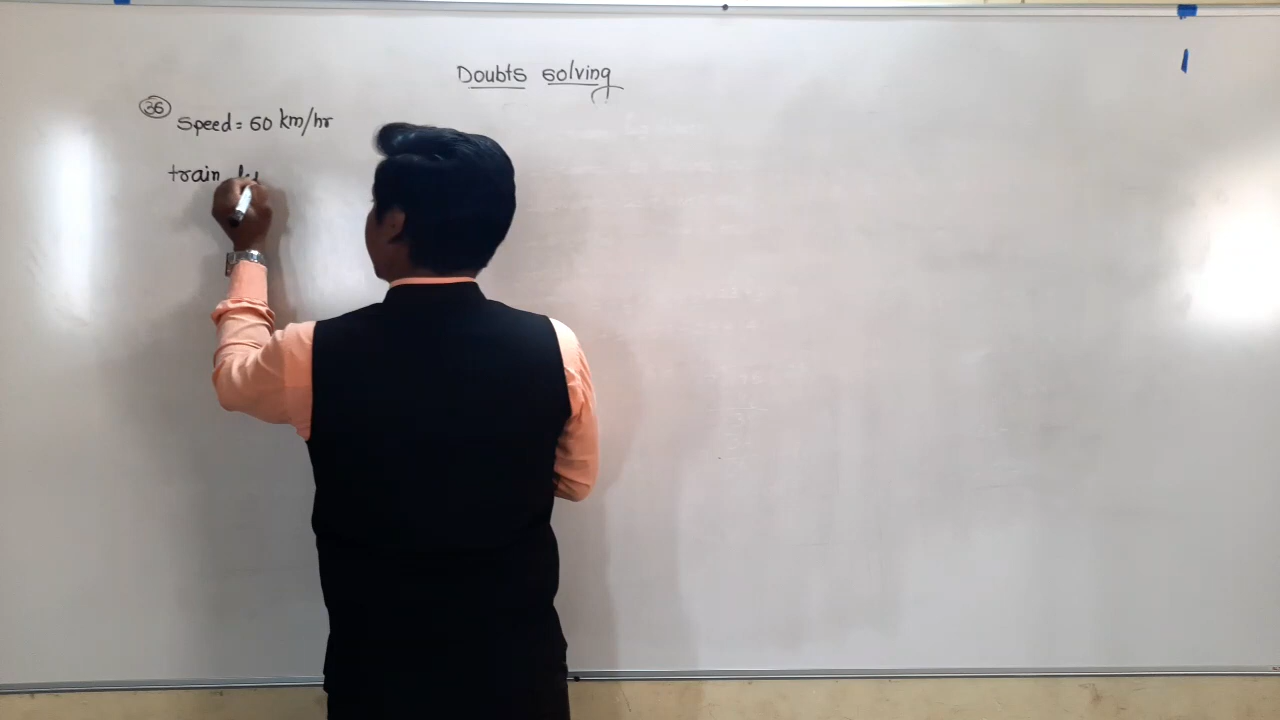 Doubts solving
36 Speed = 60 km/hr
train